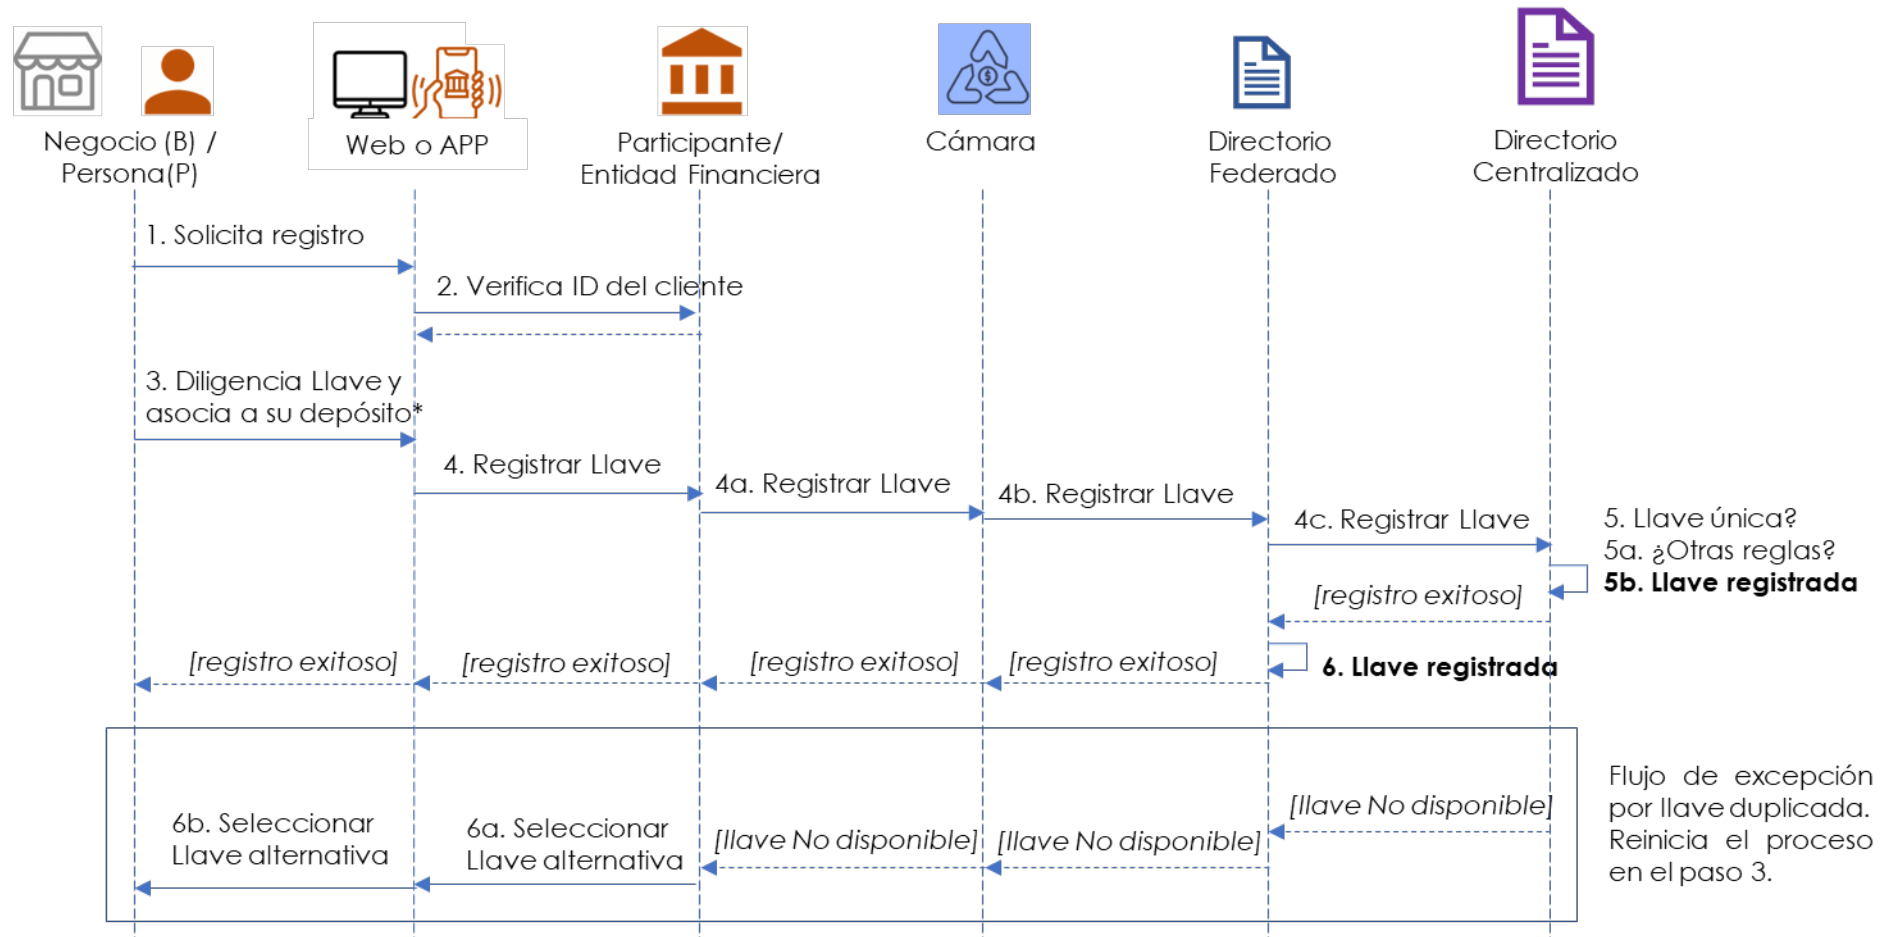 Negocio (B) /
Persona(P)
Web o APP
Participante/
Entidad Financiera
Cámara
Directorio
Federado
Directorio
Centralizado
1. Solicita registro
2. Verifica ID del cliente
3. Diligencia Llave y
asocia a su depósito*
4. Registrar Llave
4a. Registrar Llave
4b. Registrar Llave
4c. Registrar Llave
5. Llave única?
5a. ¿Otras reglas?
5b. Llave registrada
[registro exitoso]
[registro exitoso]
[registro exitoso]
[registro exitoso]
[registro exitoso]
6. Llave registrada
Flujo de excepción
por llave duplicada.
Reinicia el proceso
en el paso 3.
[llave No disponible]
[llave No disponible]
[llave No disponible]
6a. Seleccionar
Llave alternativa
6b. Seleccionar
Llave alternativa
$